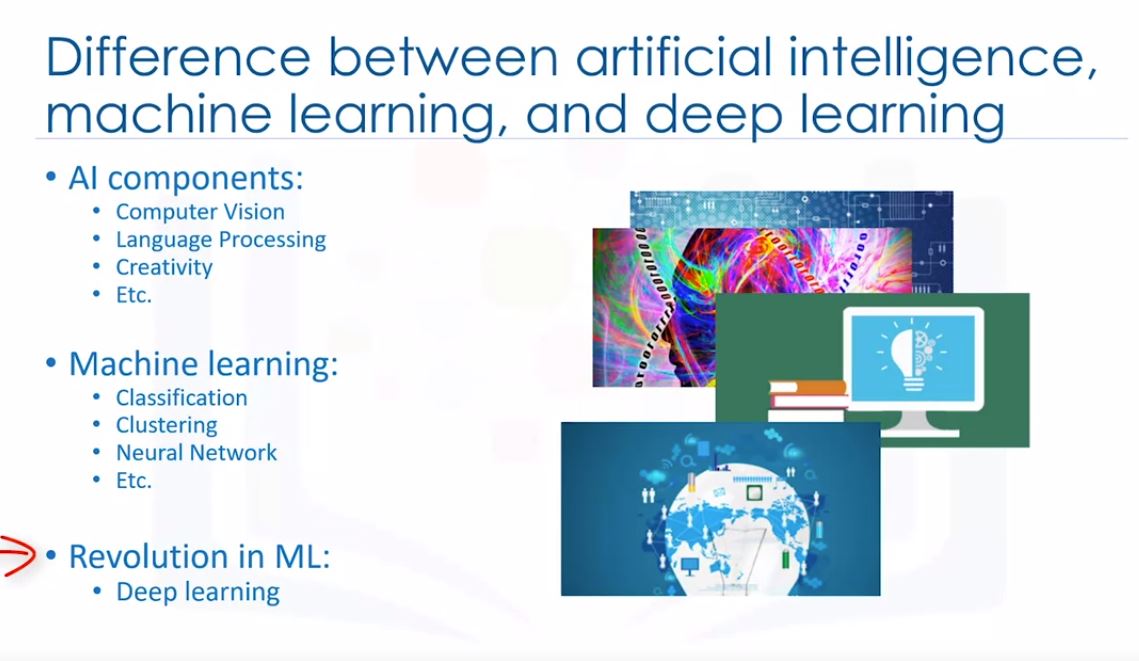 Difference between artificial intelligence,
machine learning, and deep learning
• AI components:
• Computer Vision
• Language Processing
• Creativity
• Etc.
• Machine learning:
• Classification
• Clustering
• Neural Network
• Etc.
• Revolution in ML:
• Deep learning